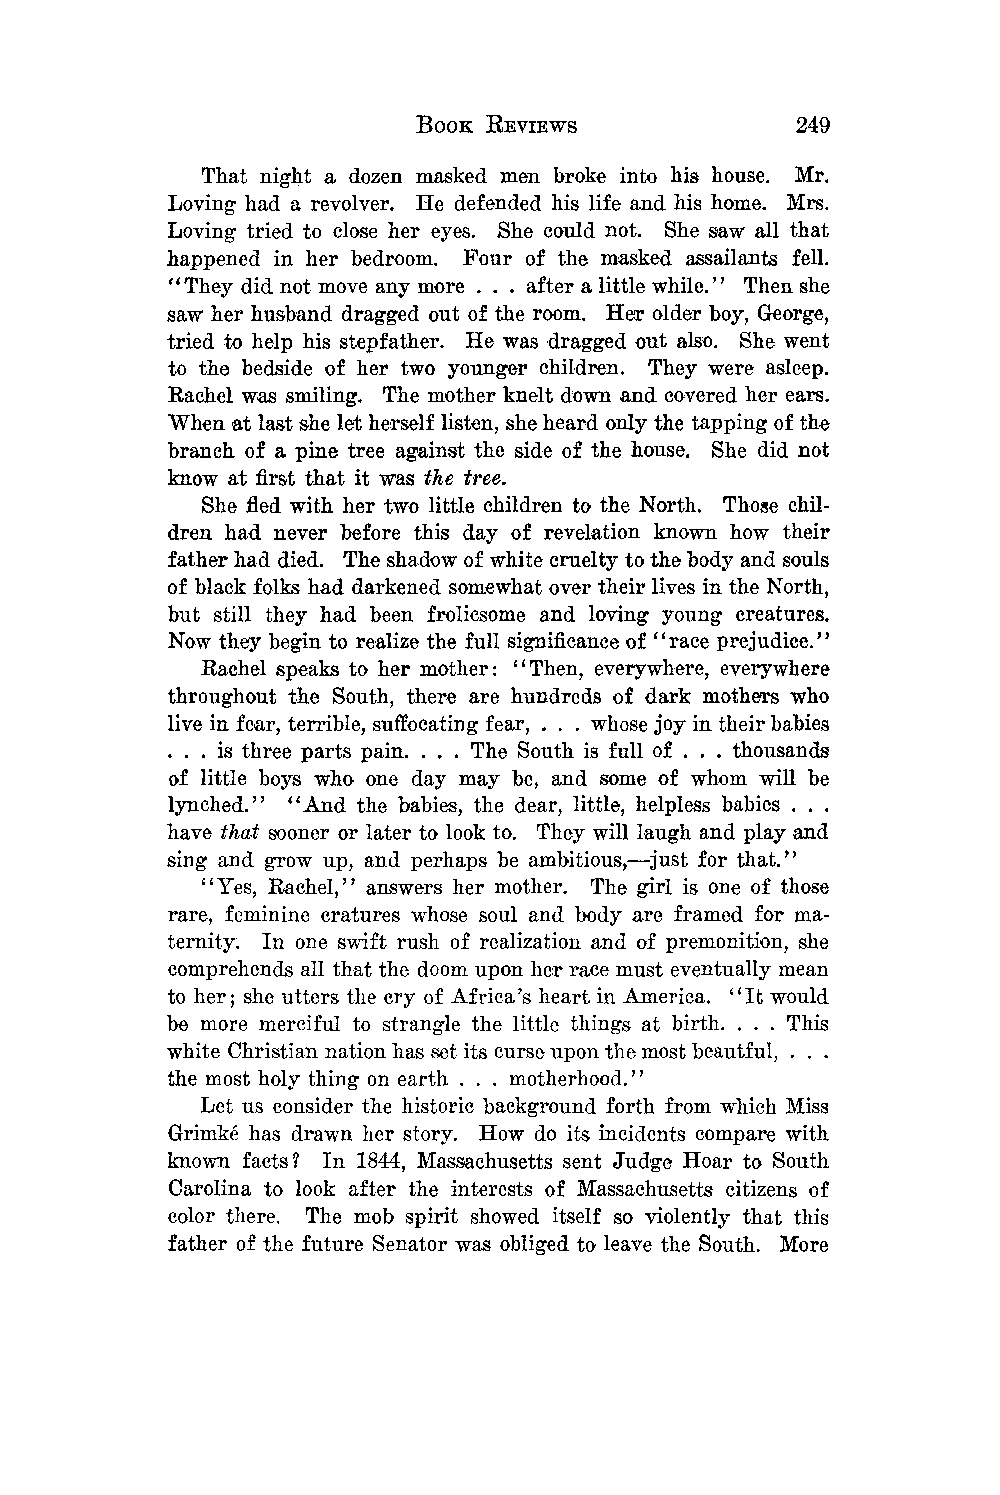 BOOK REVIEWS 249
That night a dozen masked men broke into his house. Mr.
Loving had a revolver. He defended his life and his home. Mrs.
Loving tried to close her eyes. She could not. She saw all that
happened in her bedroom. Four of the masked assailants fell.
"They did not move any more . . . after a little while." Then she
saw her husband dragged out of the room. Her older boy, George,
tried to help his stepfather. He was dragged out also. She went
to the bedside of her two younger children. They were asleep.
Rachel was smiling. The mother knelt down and covered her ears.
When at last she let herself listen, she heard only the tapping of the
branch of a pine tree against the side of the house. She did not
know at first that it was the tree.
She fled with her two little children to the North. Those chil-
dren had never before this day of revelation known how their
father had died. The shadow of white cruelty to the body and souls
of black folks had darkened somewhat over their lives in the North,
but still they had been frolicsome and loving young creatures.
Now they begin to realize the full significance of "race prejudice."
Rachel speaks to her mother: "Then, everywhere, everywhere
throughout the South, there are hundreds of dark mothers who
live in fear, terrible, suffocating fear, . . . whose joy in their babies
. . . is three parts pain. . . . The South is full of . . . thousands
of little boys who one day may be, and some of whom will be
lynched." "And the babies, the dear, little, helpless babies . . .
have that sooner or later to look to. They will laugh and play and
sing and grow up, and perhaps be ambitious,—just for that."
"Yes, Rachel," answers her mother. The girl is one of those
rare, feminine cratures whose soul and body are framed for ma-
ternity. In one swift rush of realization and of premonition, she
comprehends all that the doom upon her race must eventually mean
to her; she utters the cry of Africa's heart in America. "It would
be more merciful to strangle the little things at birth. . . . This
white Christian nation has set its curse upon the most beautful, . . .
the most holy thing on earth . . . motherhood."
Let us consider the historic background forth from which Miss
Grimké has drawn her story. How do its incidents compare with
known facts? In 1844, Massachusetts sent Judge Hoar to South
Carolina to look after the interests of Massachusetts citizens of
color there. The mob spirit showed itself so violently that this
father of the future Senator was obliged to leave the South. More